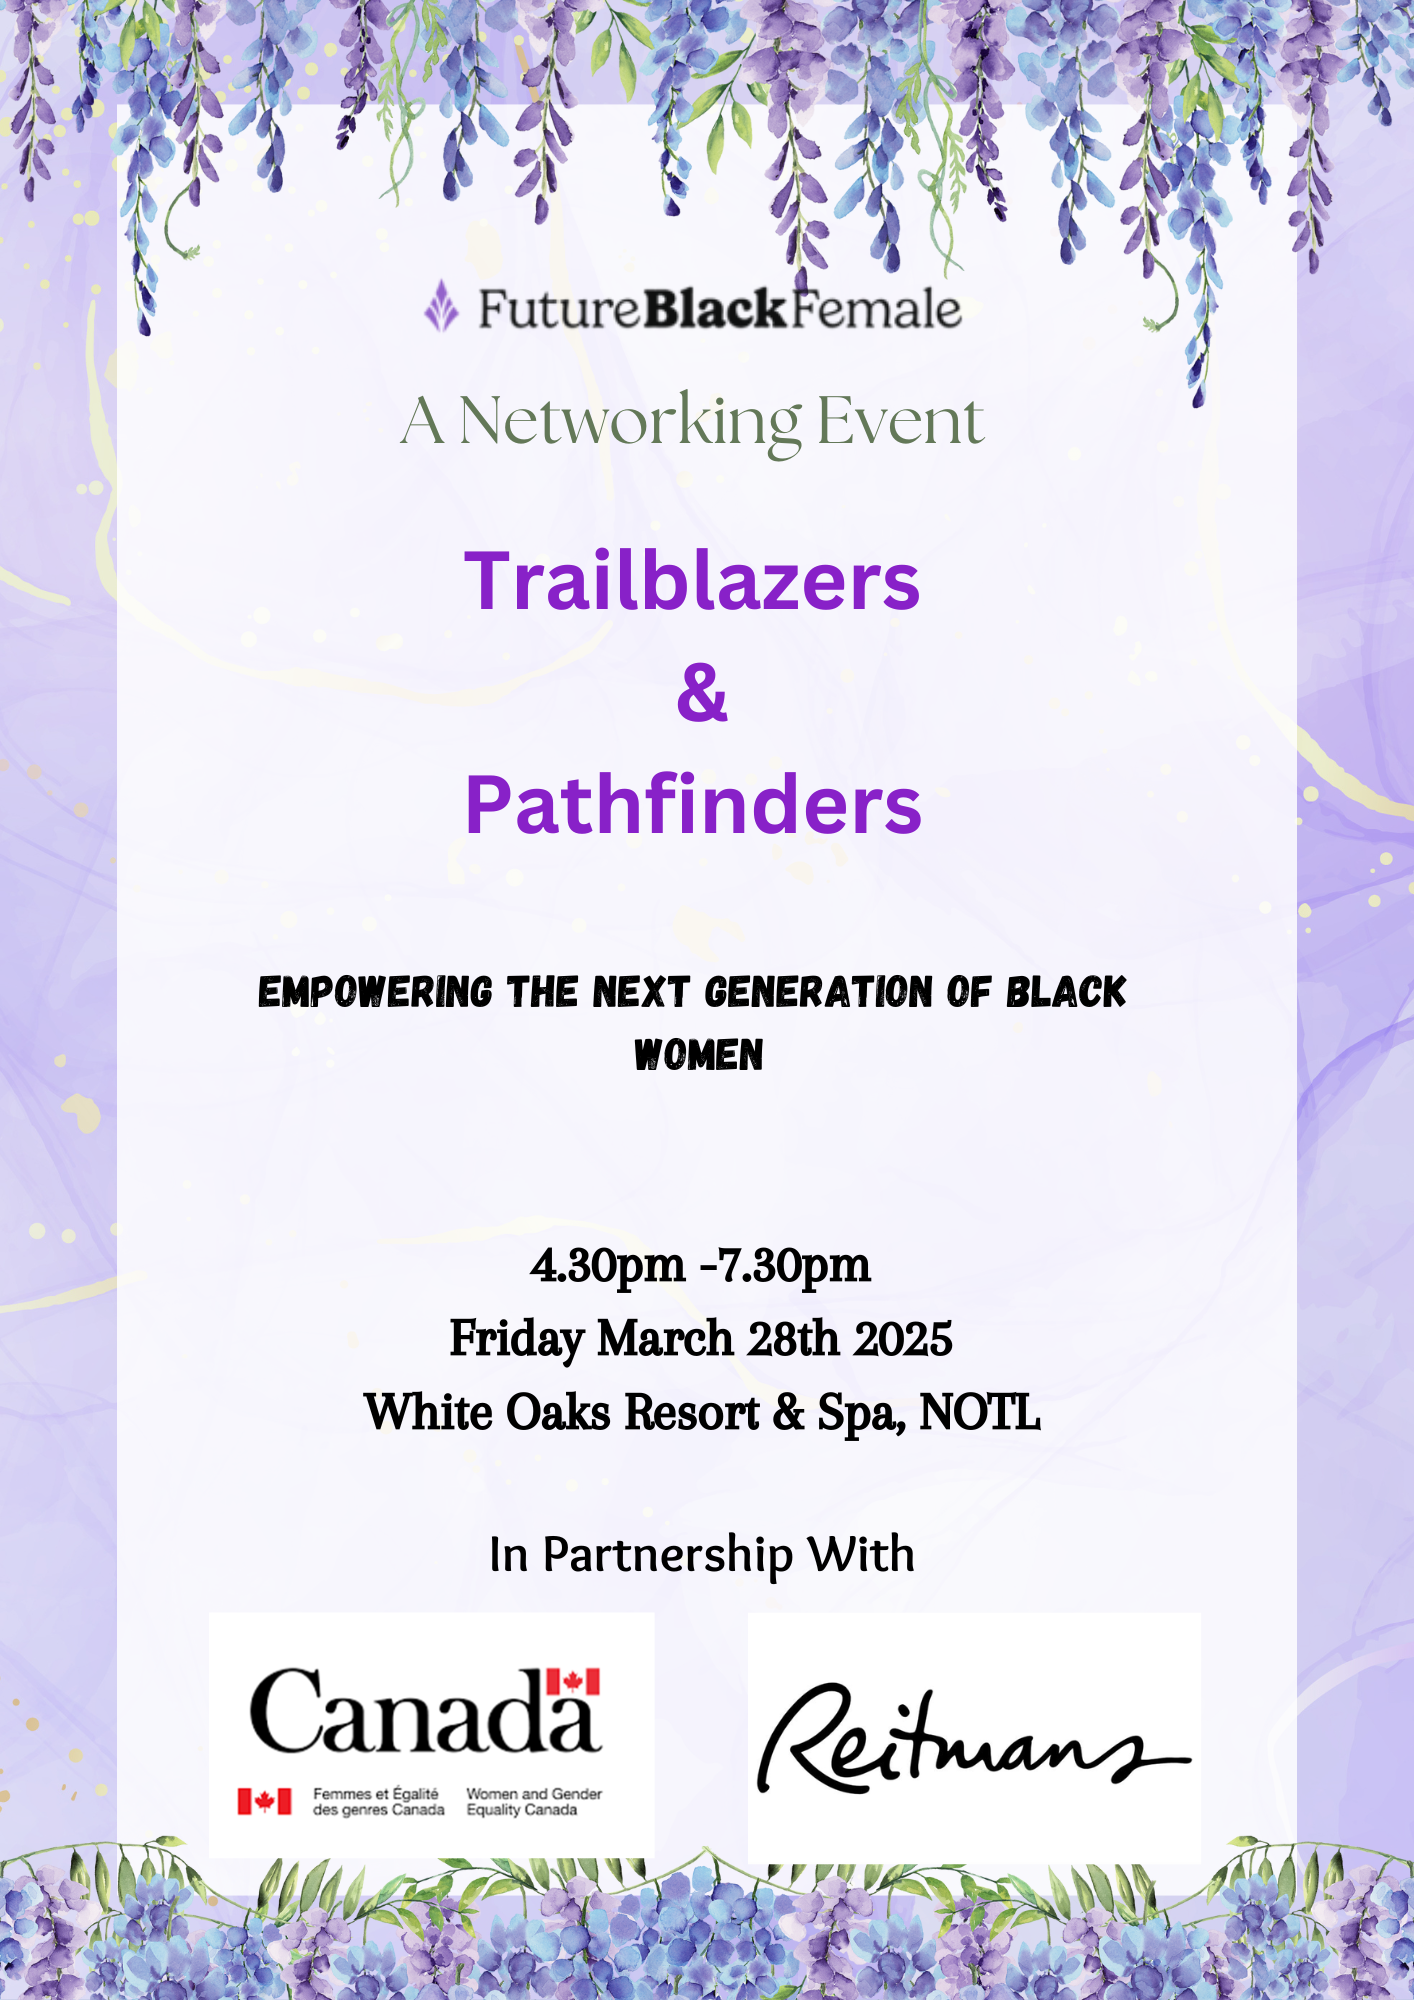 FutureBlackFemale
A Networking Event
Trailblazers
&
Pathfinders
EMPOWERING THE NEXT GENERATION OF BLACK
WOMEN
4.30pm -7.30pm
Friday March 28th 2025
White Oaks Resort & Spa, NOTL
In Partnership With
Canada
Femmes et Égalité
des genres Canada
Women and Gender
Equality Canada
Reitmans